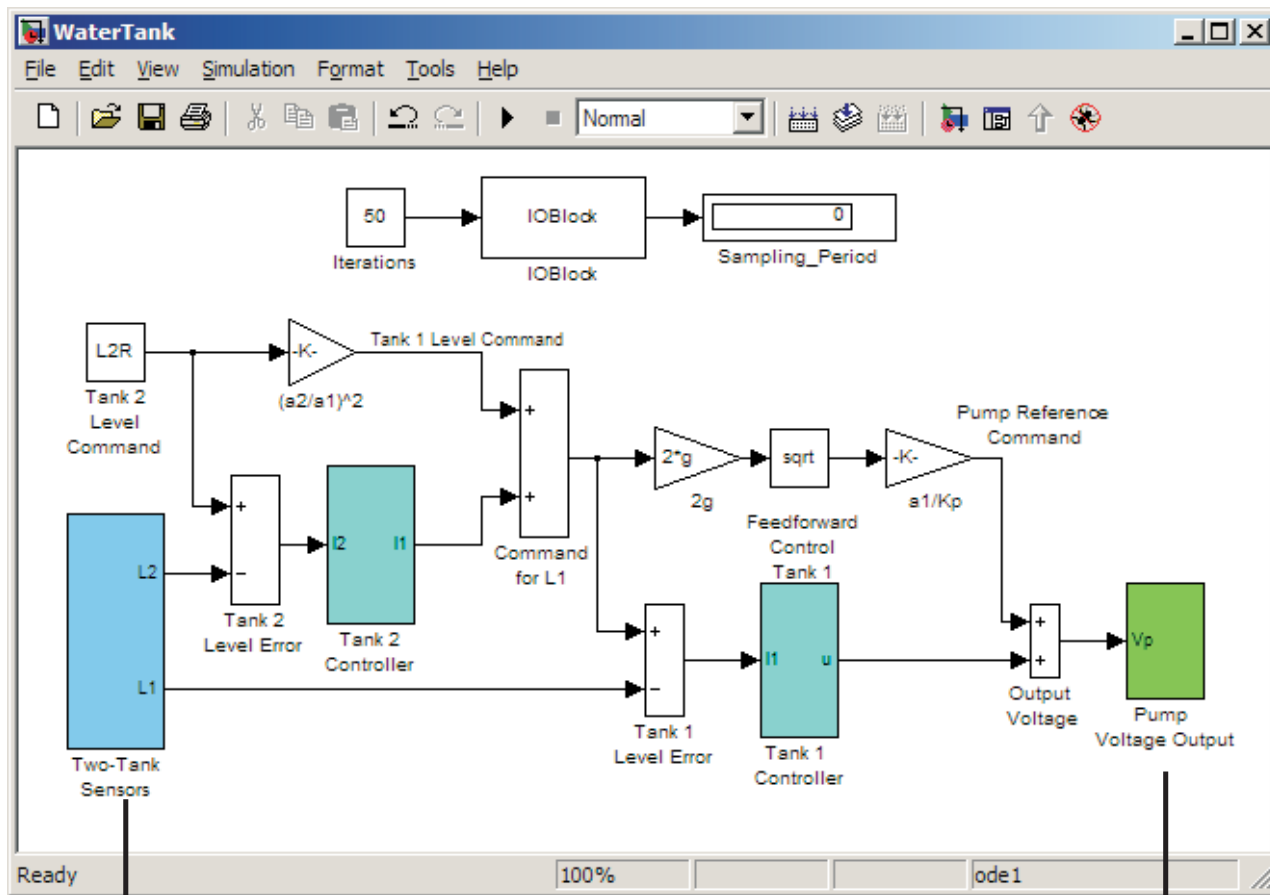 WaterTank
File Edit View Simulation Format Tools Help
Normal
50
Iterations
IOBlock
IOBlock
0
Sampling_Period
L2R
Tank 2
Level
Command
-K-
(a2/a1)^2
Tank 1 Level Command
+
+
Command
for L1
2*g
2g
sqrt
Feedforward
Control
-K-
a1/Kp
Pump Reference
Command
L2
L1
Two-Tank
Sensors
+
−
Tank 2
Level Error
I2 I1
Tank 2
Controller
+
−
Tank 1
Level Error
Tank 1
I1 u
Tank 1
Controller
+
+
Output
Voltage
Vp
Pump
Voltage Output
Ready 100% ode1